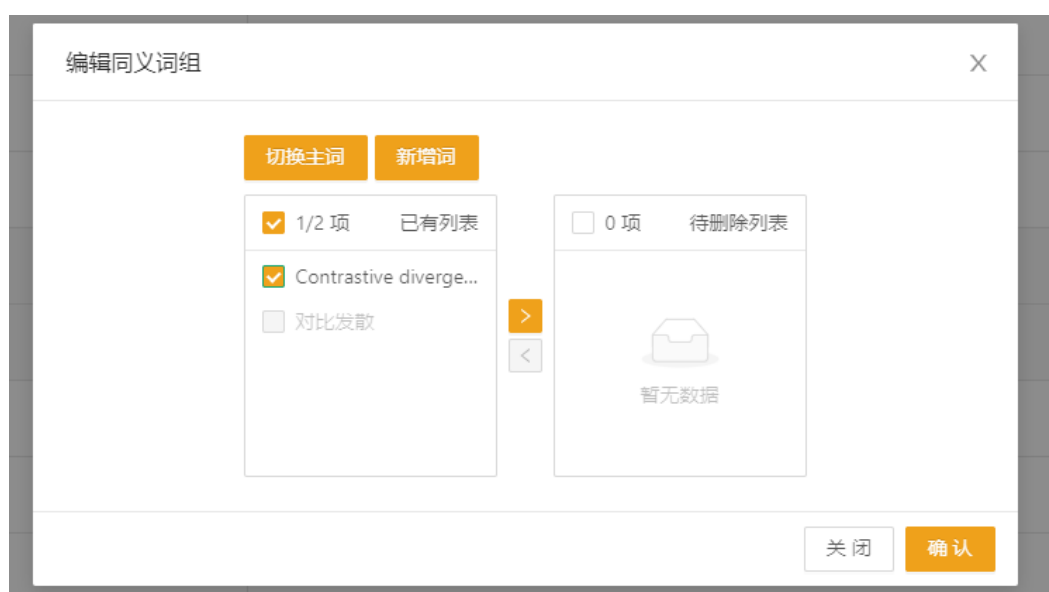 编辑同义词组 X
切换主词 新增词
1/2 项 已有列表 0 项 待删除列表
Contrastive diverge...
对比发散
>
<
暂无数据
关 闭 确 认